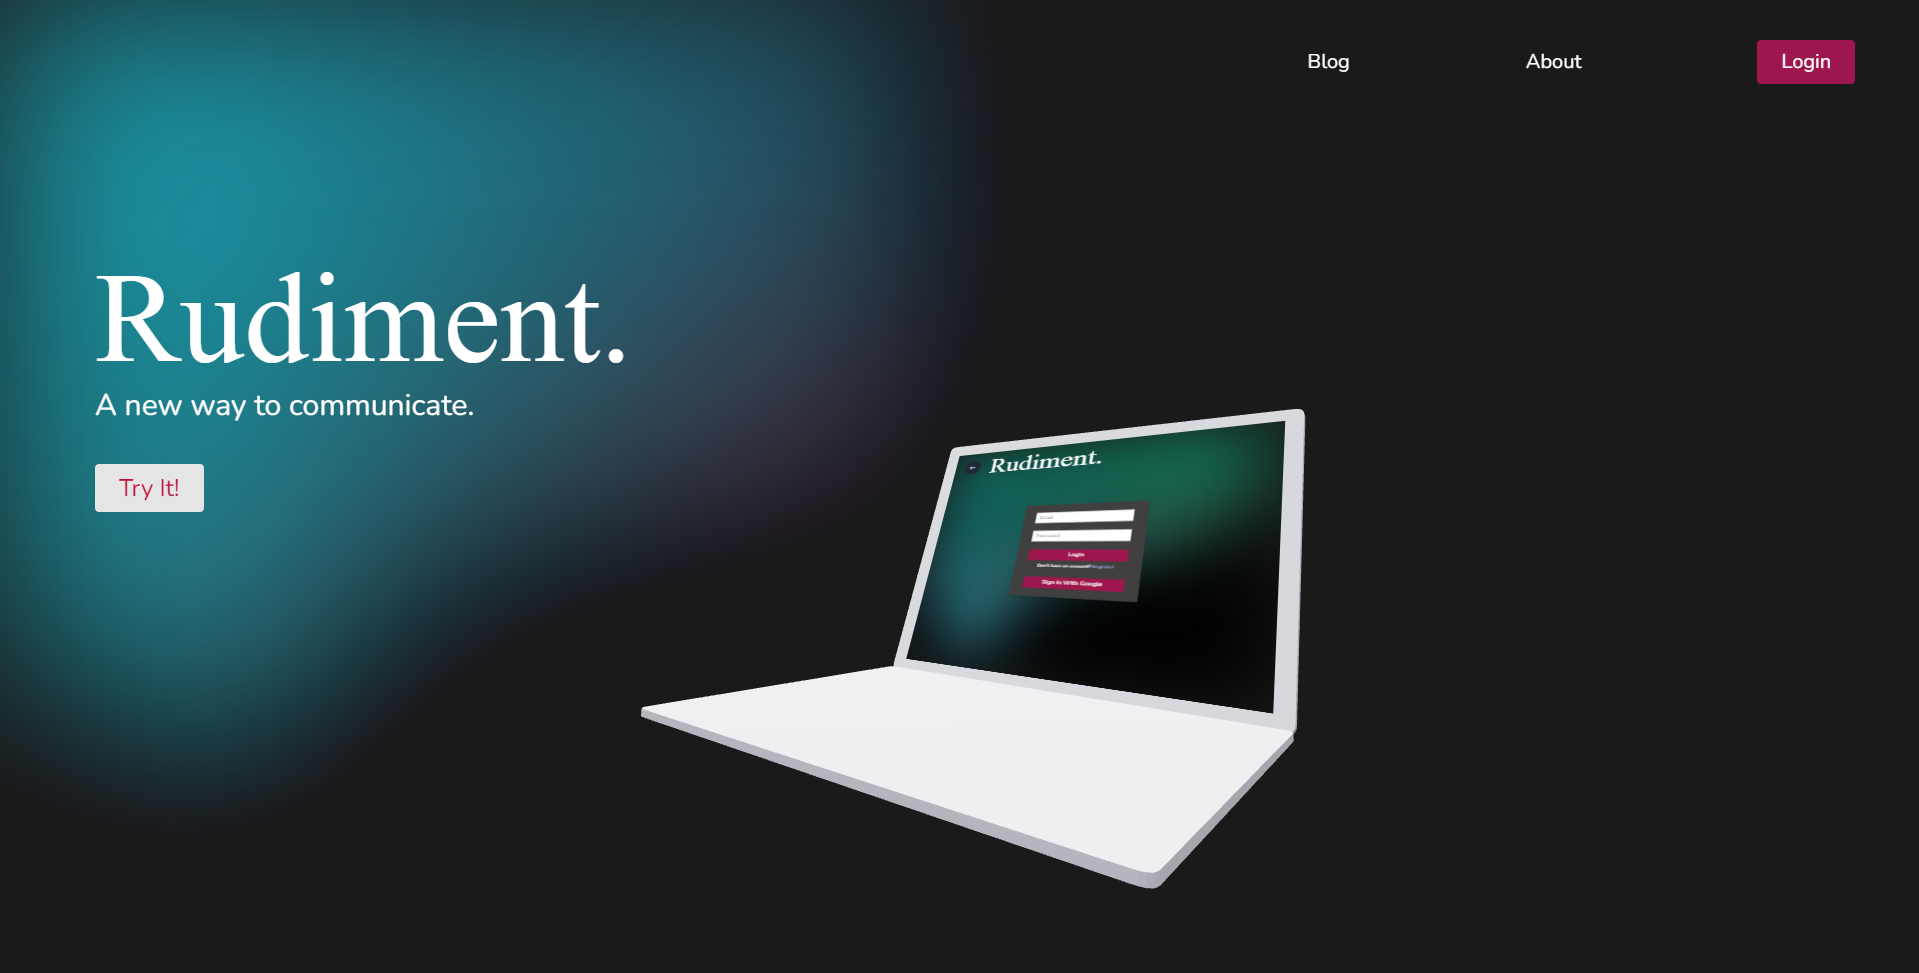 Blog
About
Login
Rudiment.
A new way to communicate.
Try It!
Rudiment.
Email
Password
Login
Don't have an account? Register!
Sign In With Google